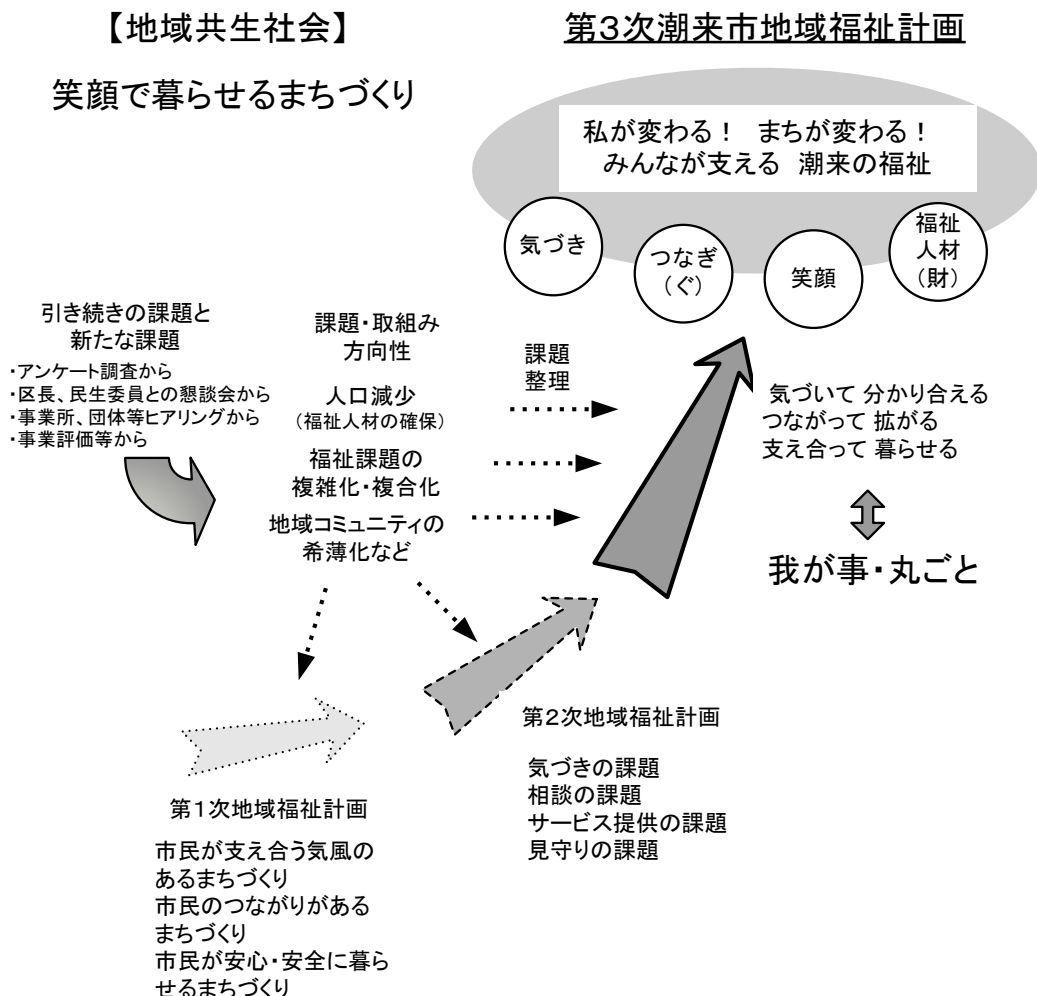 【地域共生社会】
笑顔で暮らせるまちづくり
第3次潮来市地域福祉計画
私が変わる！ まちが変わる！
みんなが支える 潮来の福祉
気づき
つなぎ
（ぐ）
笑顔
福祉
人材
（財）
引き続きの課題と
新たな課題
・アンケート調査から
・区長、民生委員との懇談会から
・事業所、団体等ヒアリングから
・事業評価等から
課題・取組み
方向性
人口減少
（福祉人材の確保）
福祉課題の
複雑化・複合化
地域コミュニティの
希薄化など
課題
整理
気づいて 分かり合える
つながって 拡がる
支え合って 暮らせる
我が事・丸ごと
第2次地域福祉計画
気づきの課題
相談の課題
サービス提供の課題
見守りの課題
第1次地域福祉計画
市民が支え合う気風の
あるまちづくり
市民のつながりがある
まちづくり
市民が安心・安全に暮ら
せるまちづくり